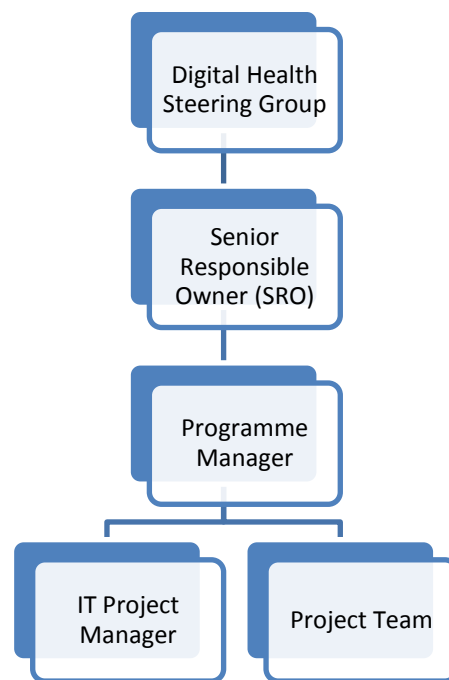 Digital Health
Steering Group
Senior
Responsible
Owner (SRO)
Programme
Manager
IT Project
Manager
Project Team